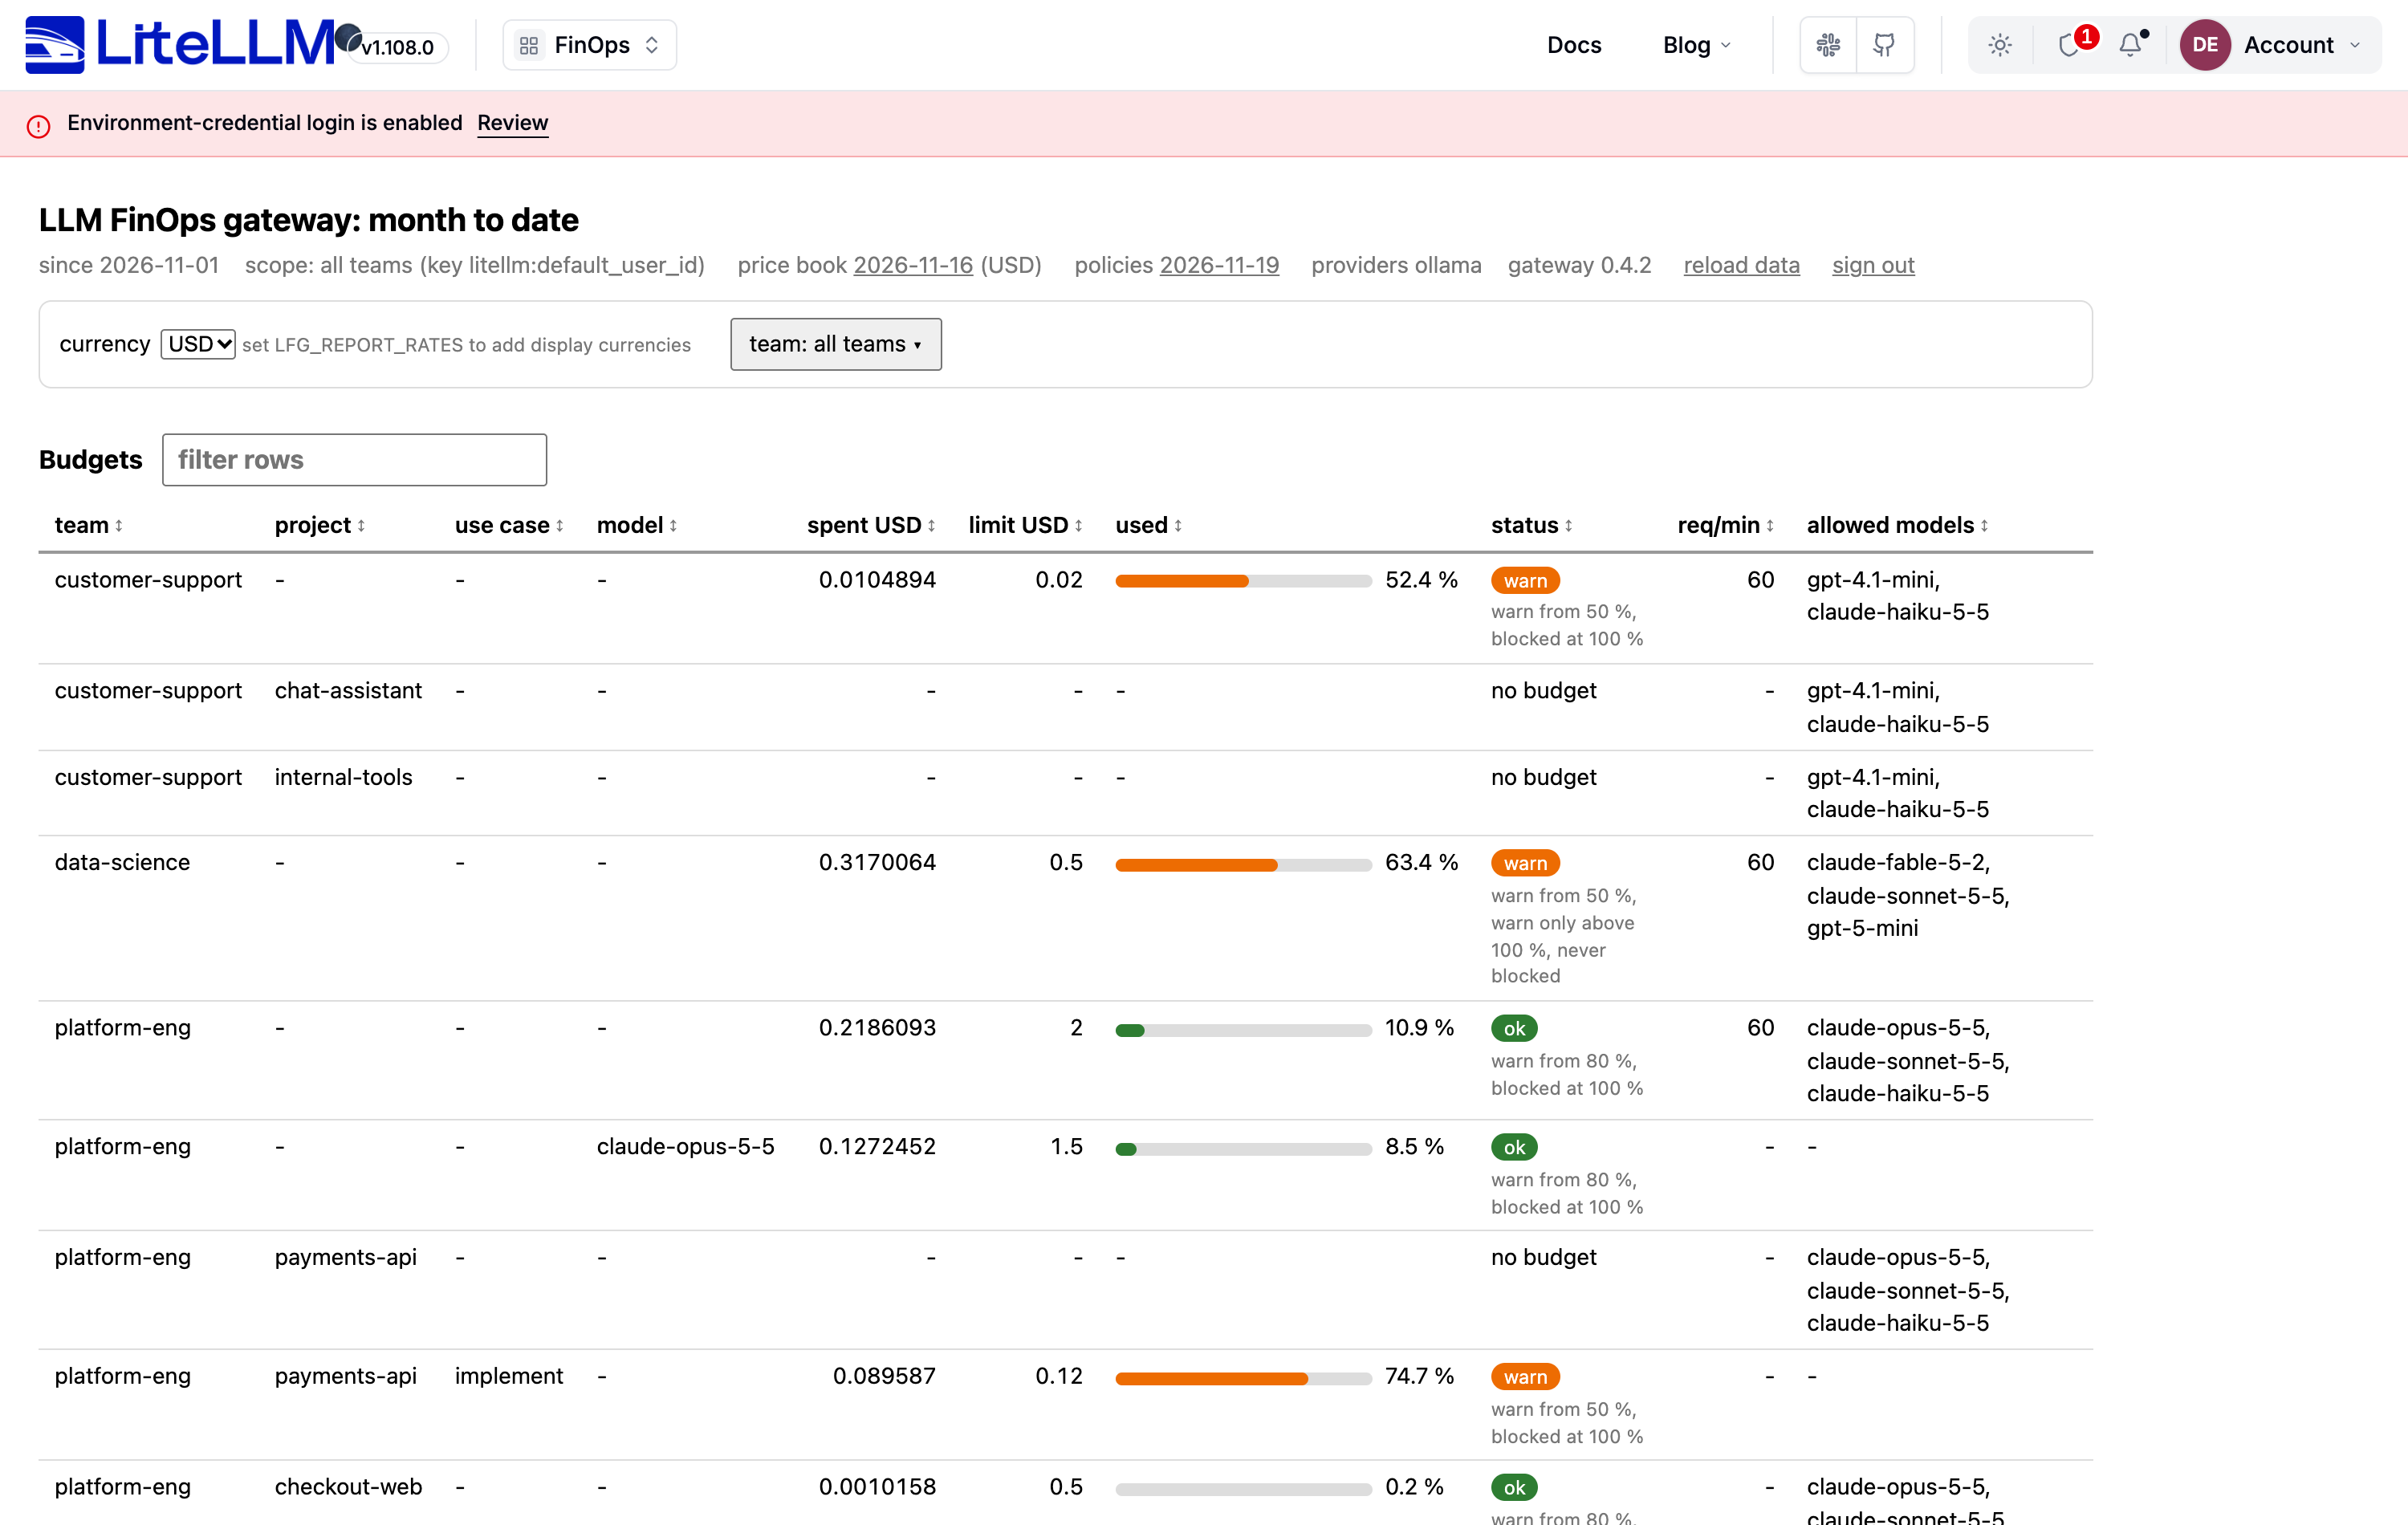 LiteLLM v1.108.0 FinOps Docs Blog 1 DE Account
Environment-credential login is enabled Review
LLM FinOps gateway: month to date
since 2026-11-01 scope: all teams (key litellm:default_user_id) price book 2026-11-16 (USD) policies 2026-11-19 providers ollama gateway 0.4.2 reload data sign out
currency USD set LFG_REPORT_RATES to add display currencies team: all teams ▾
Budgets filter rows
team ↕ project ↕ use case ↕ model ↕ spent USD ↕ limit USD ↕ used ↕ status ↕ req/min ↕ allowed models ↕
customer-support - - - 0.0104894 0.02 52.4 % warn 60 gpt-4.1-mini,
warn from 50 %, claude-haiku-5-5
blocked at 100 %
customer-support chat-assistant - - - - - no budget - gpt-4.1-mini,
claude-haiku-5-5
customer-support internal-tools - - - - - no budget - gpt-4.1-mini,
claude-haiku-5-5
data-science - - - 0.3170064 0.5 63.4 % warn 60 claude-fable-5-2,
warn from 50 %, claude-sonnet-5-5,
warn only above gpt-5-mini
100 %, never
blocked
platform-eng - - - 0.2186093 2 10.9 % ok 60 claude-opus-5-5,
warn from 80 %, claude-sonnet-5-5,
blocked at 100 % claude-haiku-5-5
platform-eng - - claude-opus-5-5 0.1272452 1.5 8.5 % ok - -
warn from 80 %,
blocked at 100 %
platform-eng payments-api - - - - - no budget - claude-opus-5-5,
claude-sonnet-5-5,
claude-haiku-5-5
platform-eng payments-api implement - 0.089587 0.12 74.7 % warn - -
warn from 50 %,
blocked at 100 %
platform-eng checkout-web - - 0.0010158 0.5 0.2 % ok - claude-opus-5-5,
warn from 80 %, claude-sonnet-5-5